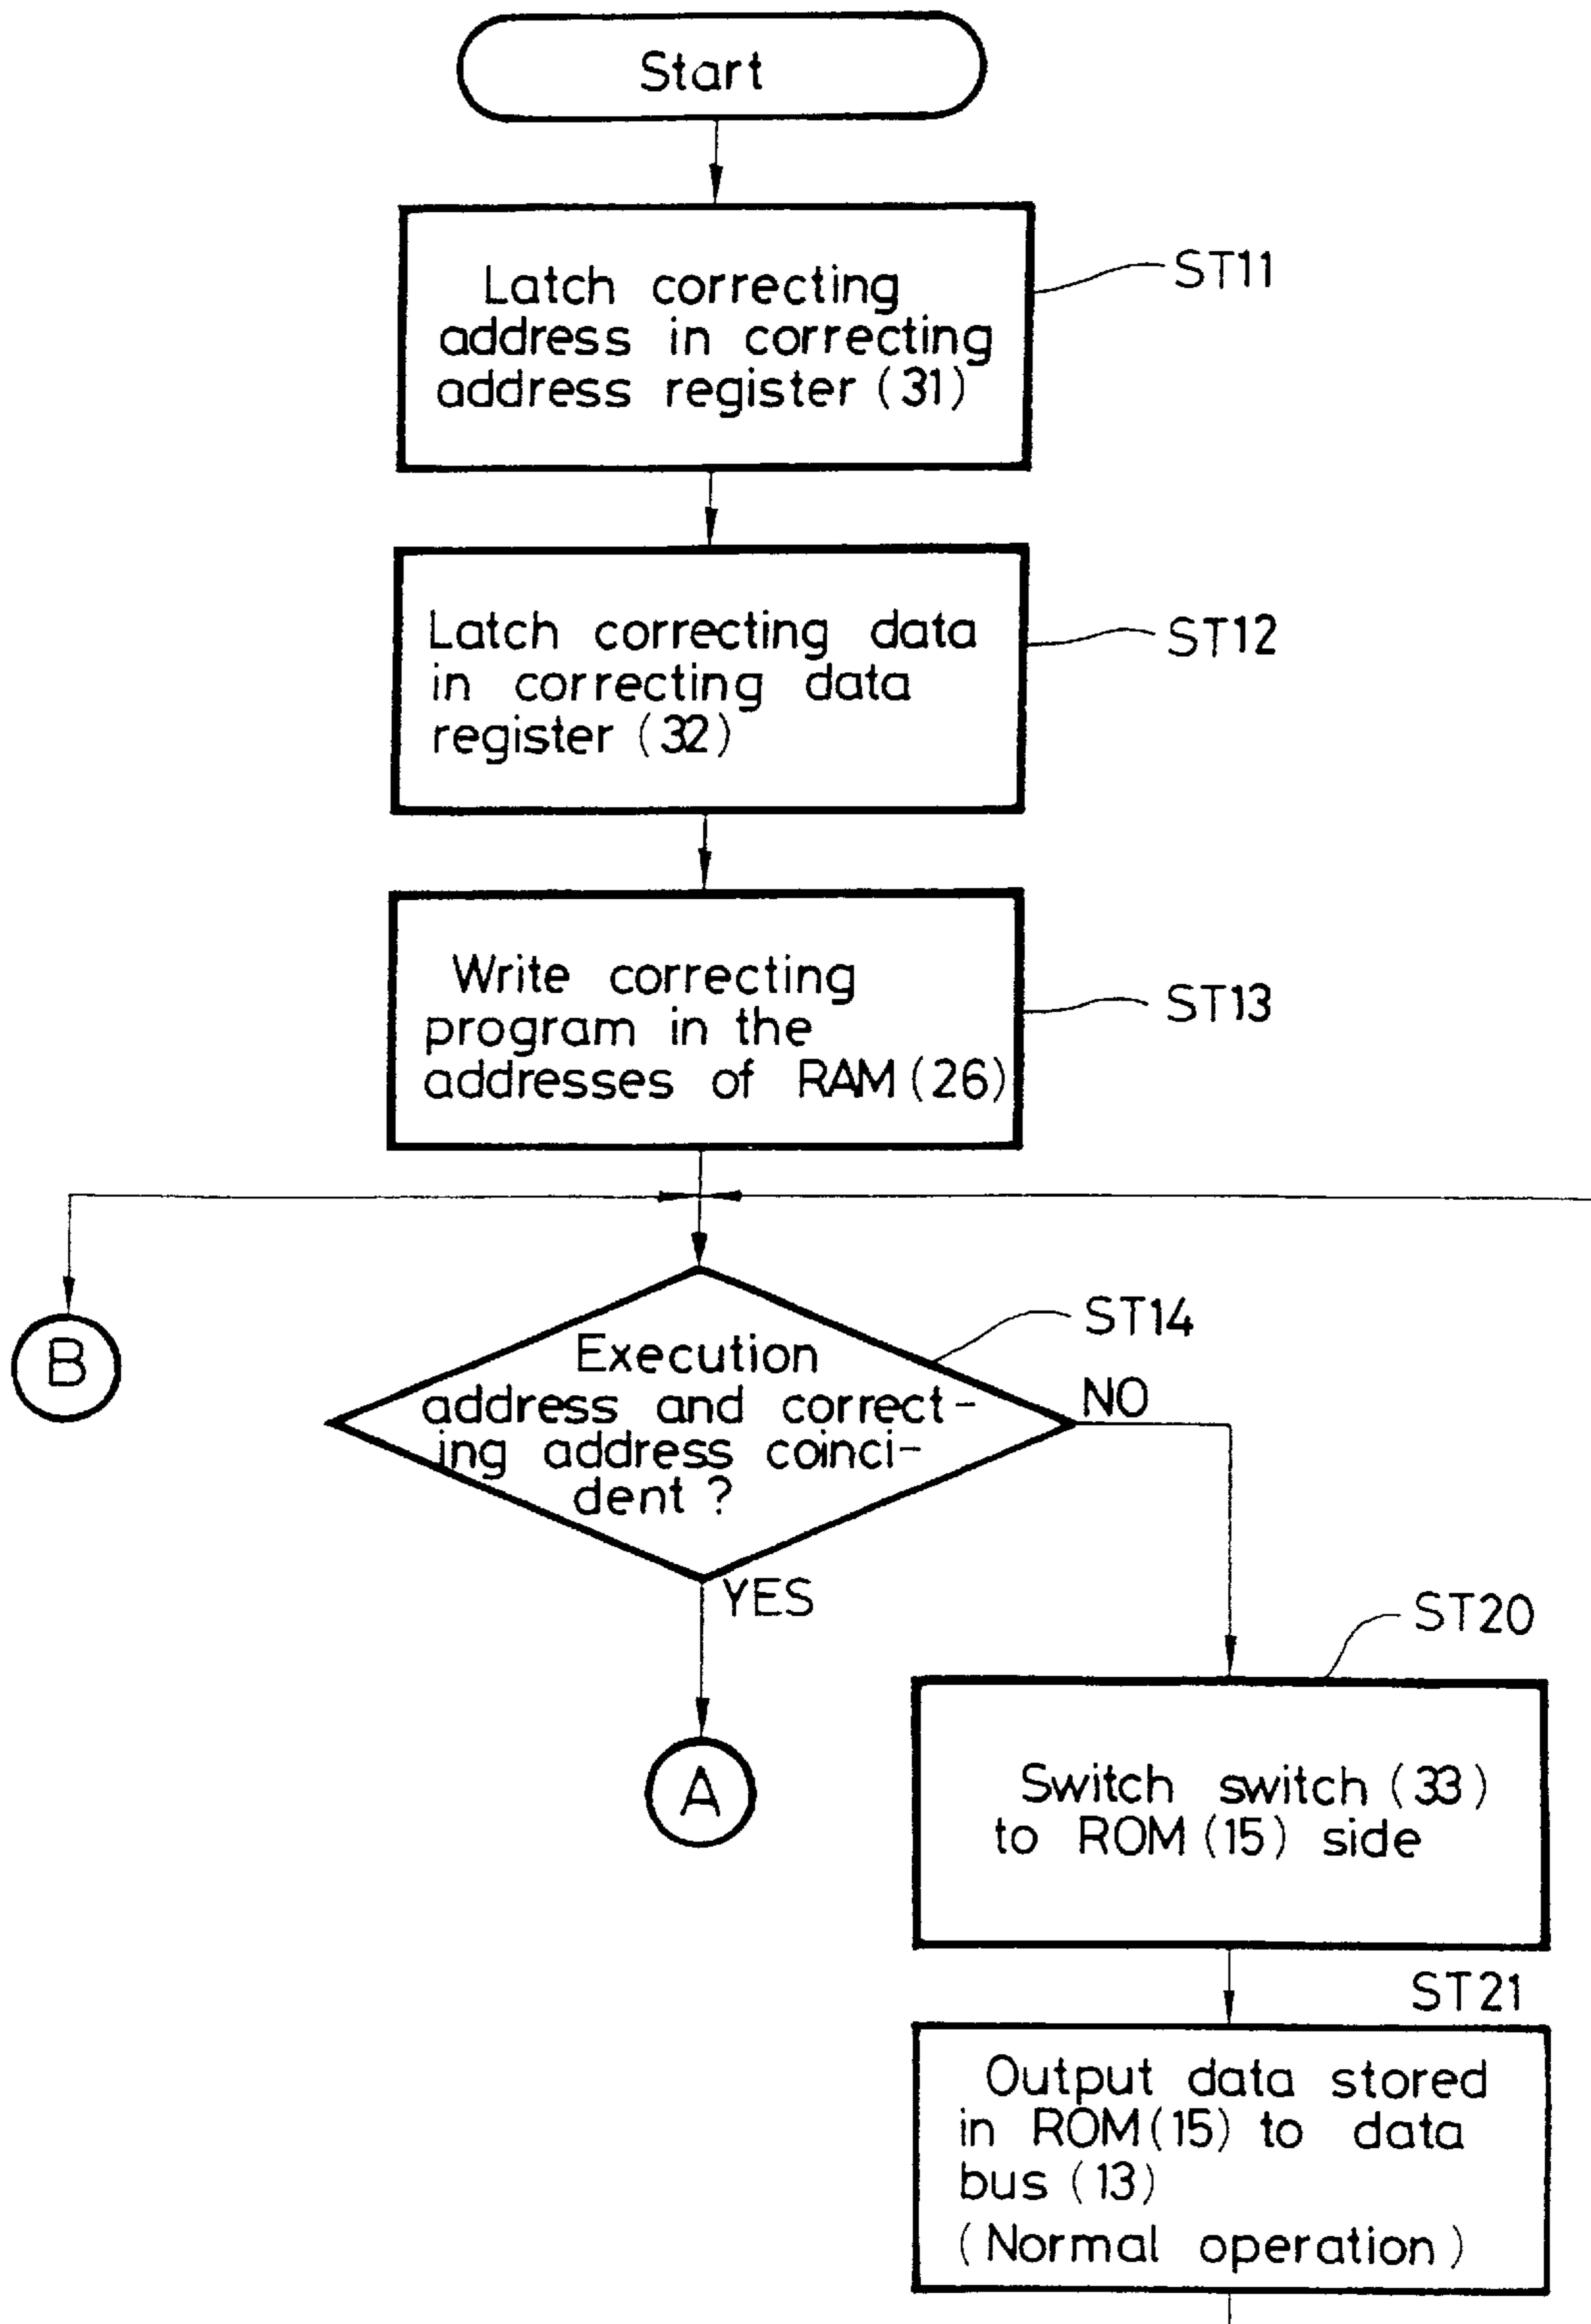 Start
Latch correcting
address in correcting
address register (31)
ST11
Latch correcting data
in correcting data
register (32)
ST12
Write correcting
program in the
addresses of RAM (26)
ST13
B
ST14
Execution
address and correct-
ing address coinci-
dent ?
NO
YES
A
ST20
Switch switch (33)
to ROM (15) side
ST21
Output data stored
in ROM (15) to data
bus (13)
(Normal operation)